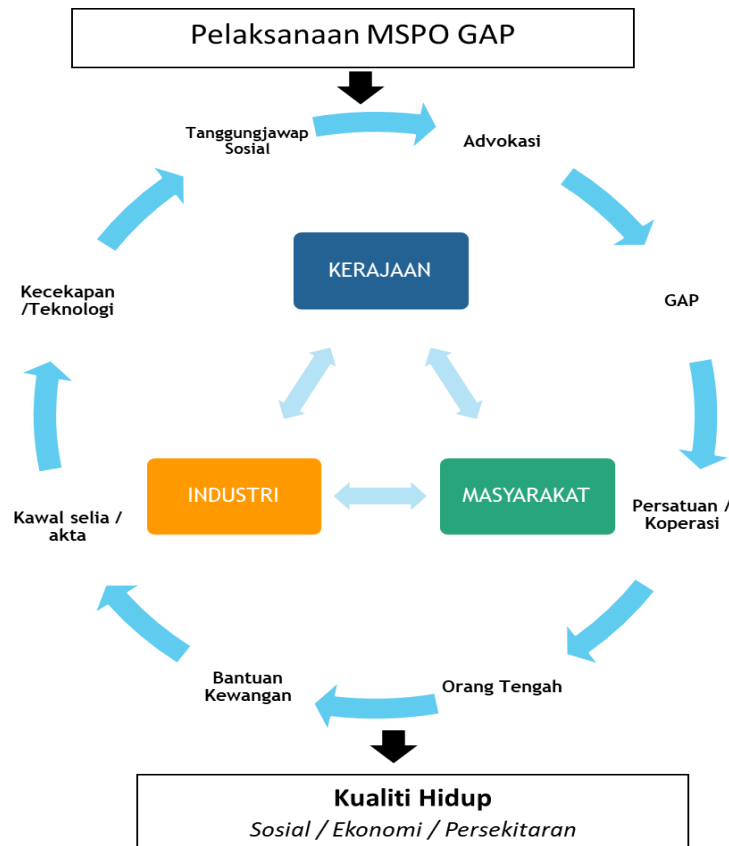 Pelaksanaan MSPO GAP
Tanggungjawap
Sosial
Advokasi
KERAJAAN
Kecekapan
/Teknologi
GAP
INDUSTRI
MASYARAKAT
Kawal selia /
akta
Persatuan /
Koperasi
Bantuan
Kewangan
Orang Tengah
Kualiti Hidup
Sosial / Ekonomi / Persekitaran